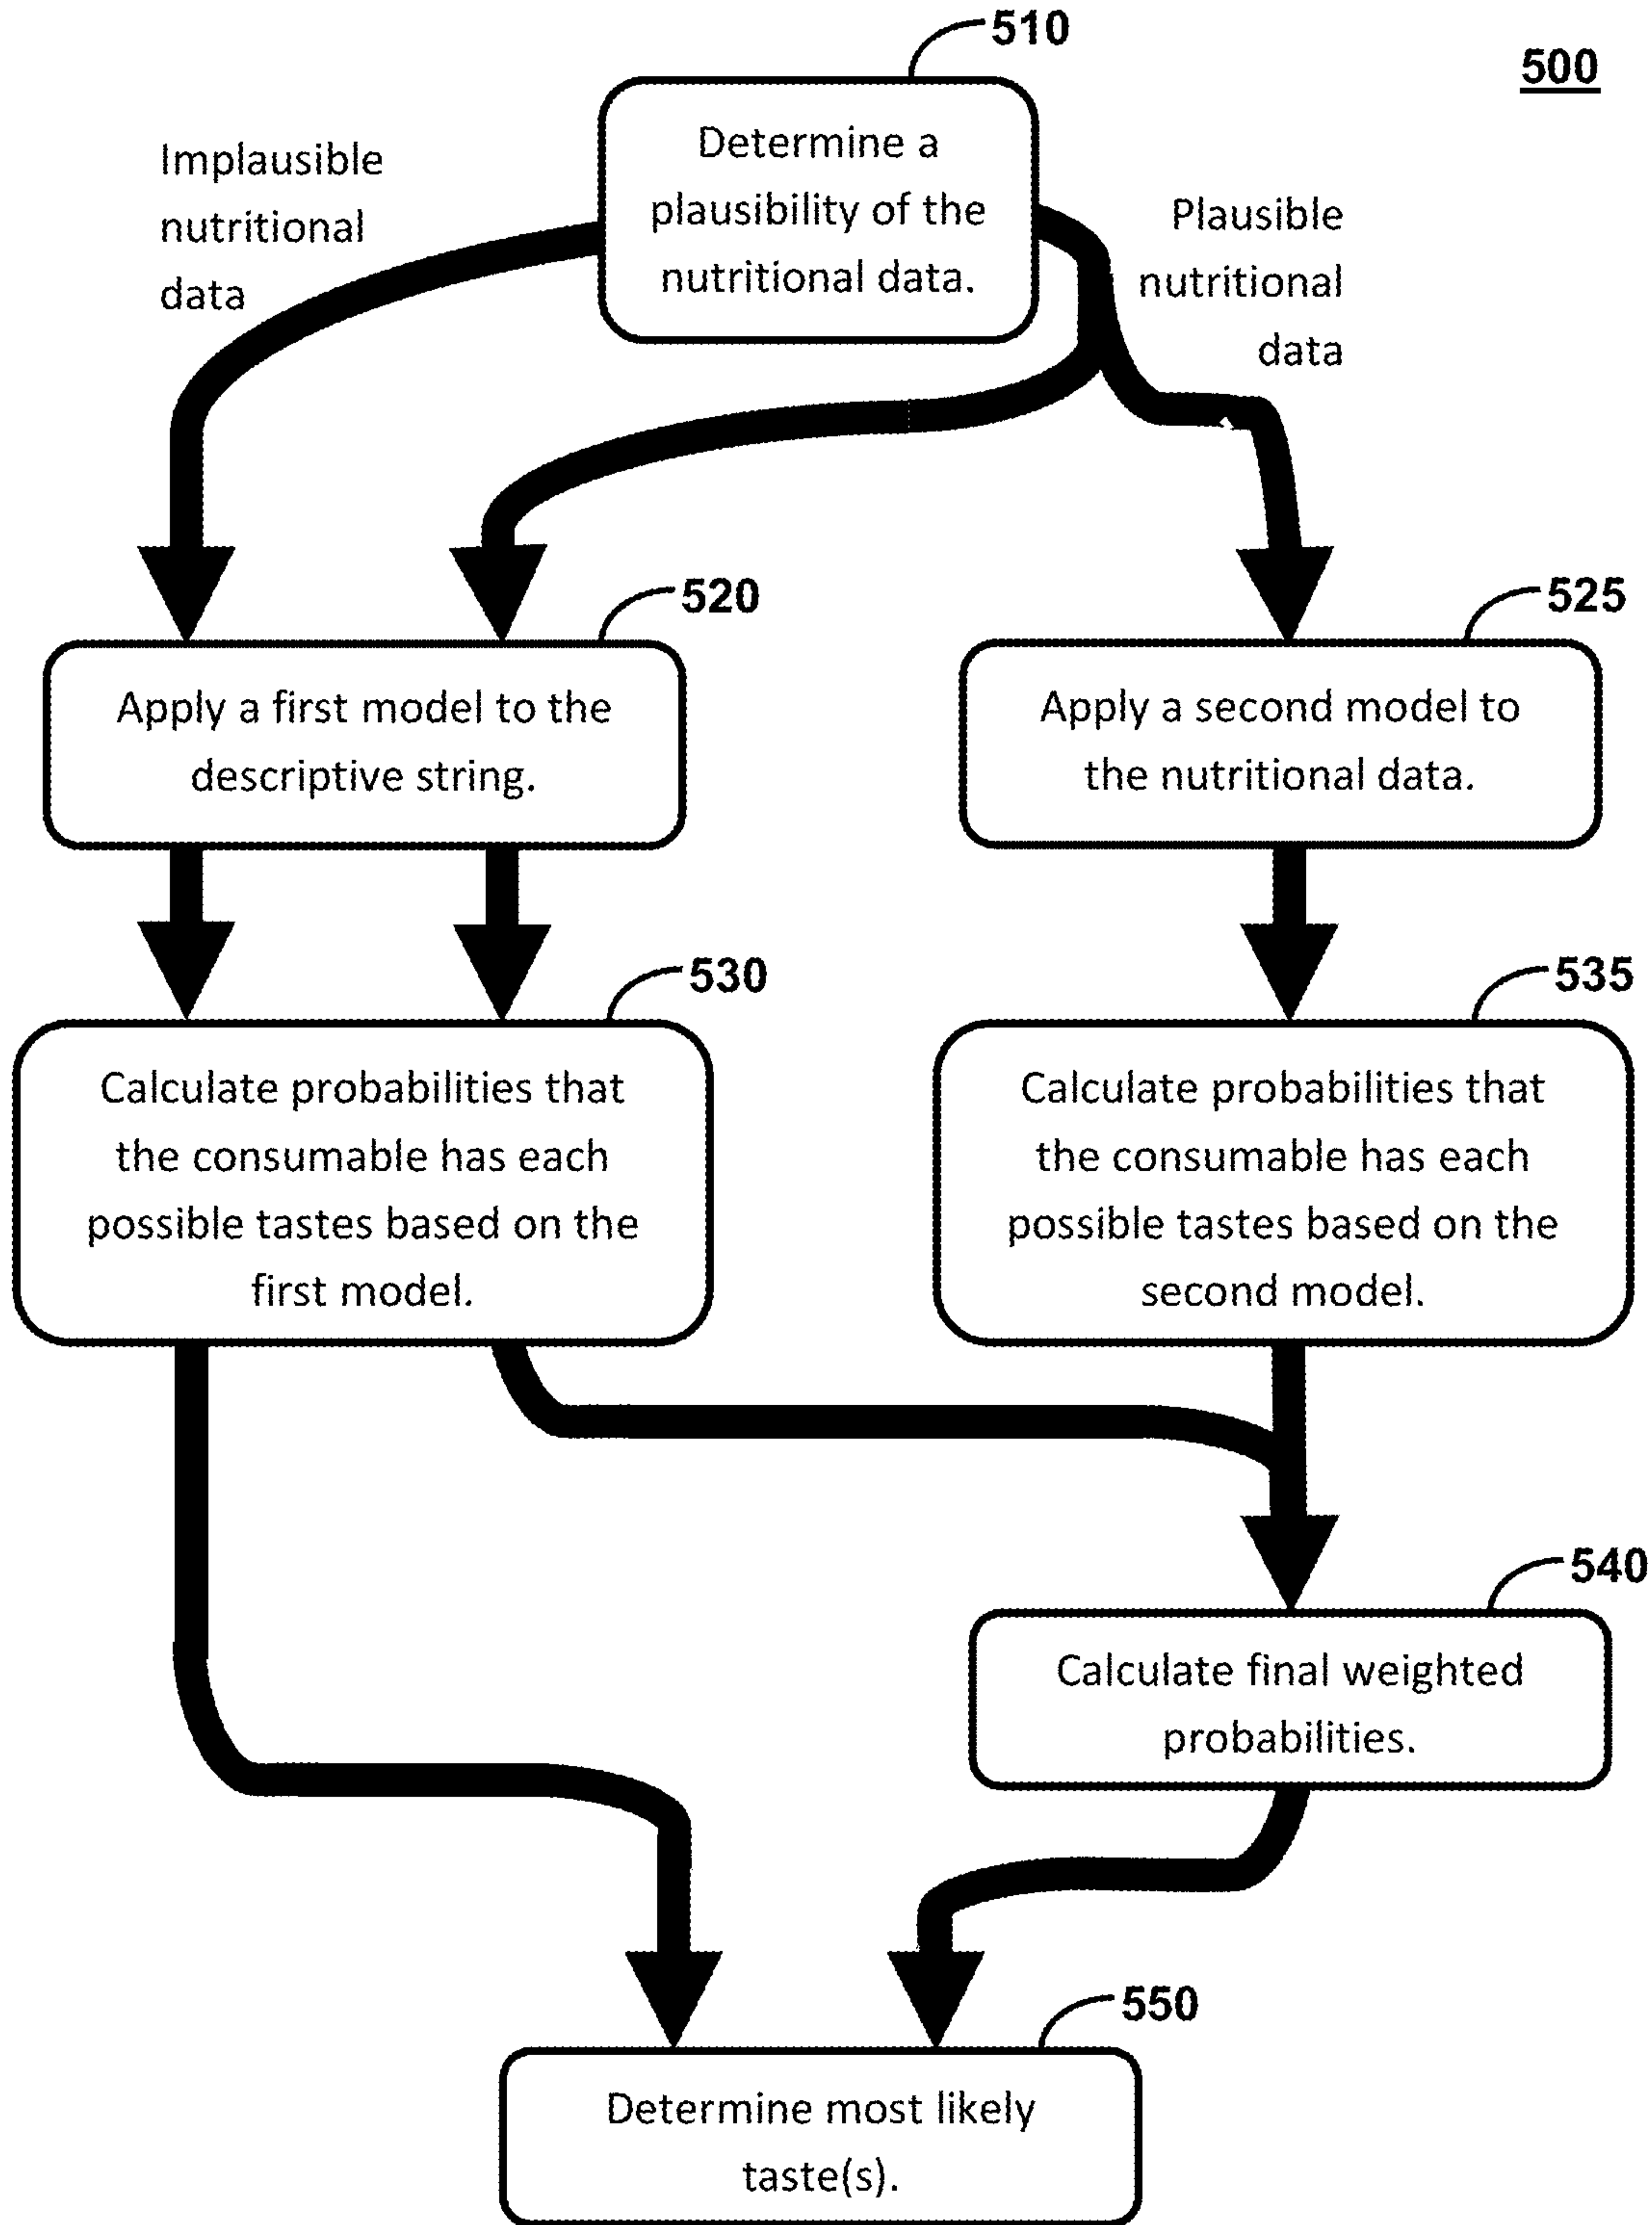 510
500
Determine a
plausibility of the
nutritional data.
Implausible
nutritional
data
Plausible
nutritional
data
520
525
Apply a first model to the
descriptive string.
Apply a second model to
the nutritional data.
530
535
Calculate probabilities that
the consumable has each
possible tastes based on the
first model.
Calculate probabilities that
the consumable has each
possible tastes based on the
second model.
540
Calculate final weighted
probabilities.
550
Determine most likely
taste(s).